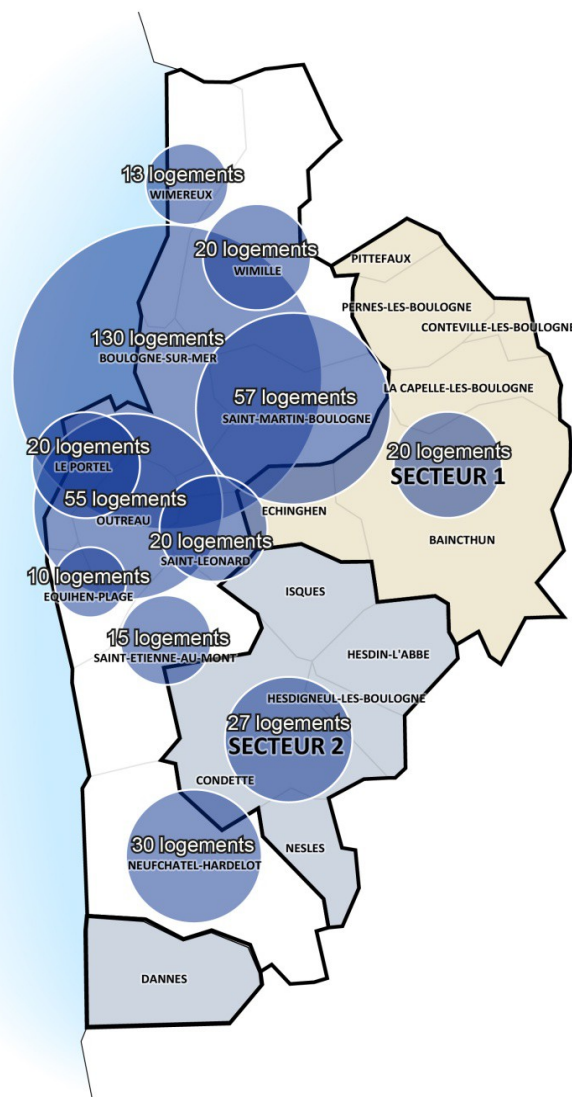 13 logements
WIMEREUX
20 logements
WIMILLE
PITTEFAUX
PERNES-LES-BOULOGNE
CONTEVILLE-LES-BOULOGNE
130 logements
BOULOGNE-SUR-MER
57 logements
SAINT-MARTIN-BOULOGNE
LA CAPELLE-LES-BOULOGNE
20 logements
LE PORTEL
20 logements
SECTEUR 1
55 logements
OUTREAU
ECHINGHEN
20 logements
SAINT-LEONARD
BAINCTHUN
10 logements
EQUIHEN-PLAGE
ISQUES
15 logements
SAINT-ETIENNE-AU-MONT
HESDIN-L'ABBE
HESDIGNEUL-LES-BOULOGNE
27 logements
SECTEUR 2
CONDETTE
30 logements
NEUFCHATEL-HARDELOT
NESLES
DANNES